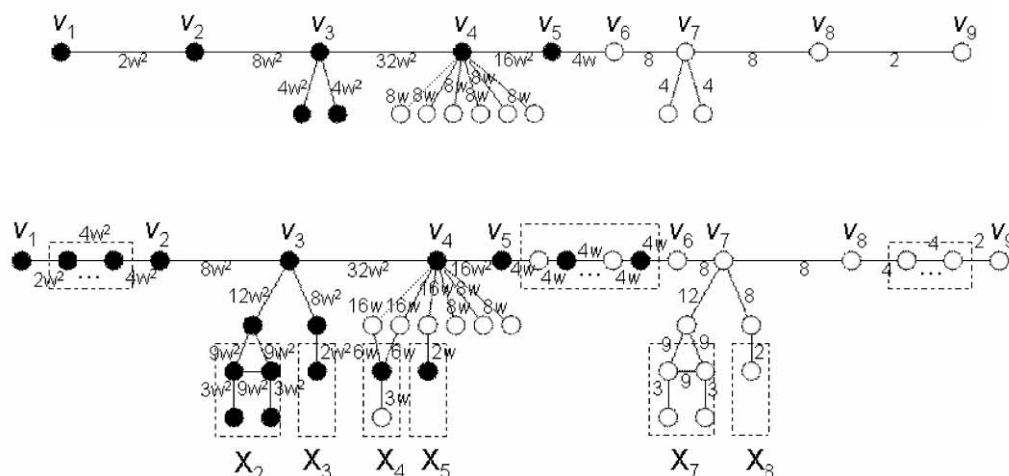 v1 v2 v3 v4 v5 v6 v7 v8 v9
2w² 8w² 32w² 16w² 4w 8 8 2
4w² 4w² 8w 8w 8w 8w 8w 8w 4 4
v1 4w² v2 v3 v4 v5 4w 4w v6 v7 v8 4 2 v9
2w² ... 4w² 8w² 32w² 16w² 4w 4w ... 4w 8 8 4 ...
12w² 8w² 16w 16w 16w 8w 8w 8w 12 8
9w² 9w² 2w² 6w 6w 2w 9 9 2
3w² 9w² 3w² 3w 3 9 3
X2 X3 X4 X5 X7 X8